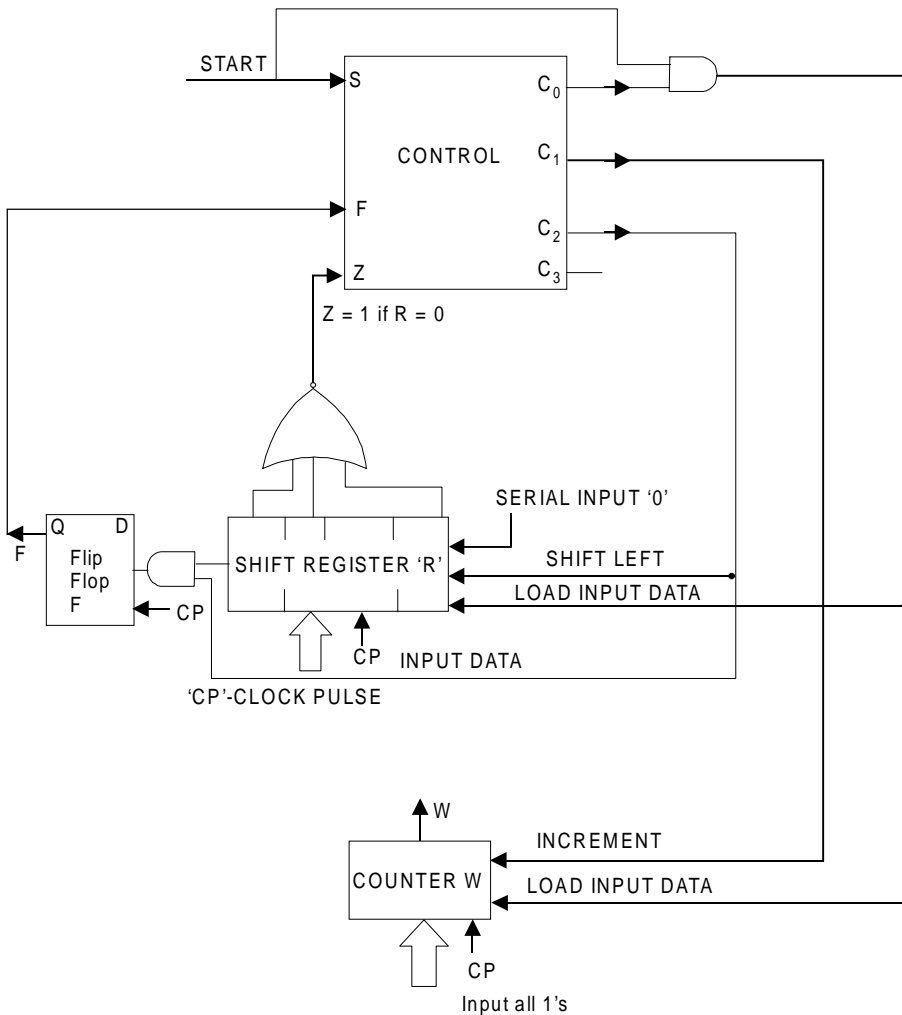 START
S
C0
CONTROL
C1
F
C2
Z
C3
Z = 1 if R = 0
SERIAL INPUT ‘0’
Q D
F
Flip
Flop
F
SHIFT REGISTER ‘R’
SHIFT LEFT
LOAD INPUT DATA
CP
CP
INPUT DATA
‘CP’-CLOCK PULSE
W
INCREMENT
COUNTER W
LOAD INPUT DATA
CP
Input all 1’s